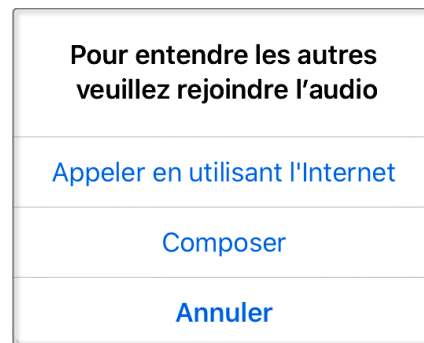 Pour entendre les autres
veuillez rejoindre l’audio
Appeler en utilisant l'Internet
Composer
Annuler